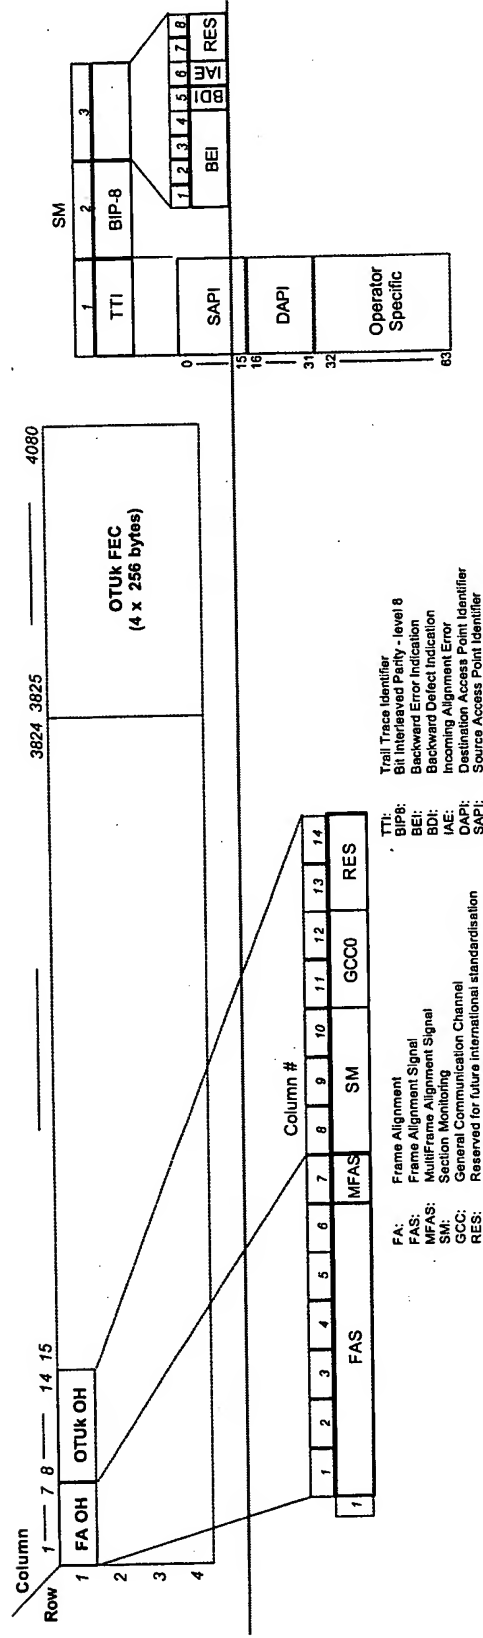 Column
Row
1 — 7 8 — 14 15
3824 3825
4080
1
2
3
4
FA OH
OTUk OH
OTUk FEC
(4 x 256 bytes)
Column #
1 2 3 4 5 6 7 8 9 10 11 12 13 14
1
FAS
MFAS
SM
GCC0
RES
SM
1 2 3
TTI
BIP-8
1 2 3 4 5 6 7 8
BEI
BDI
IAE
RES
0
15
16
31
32
63
SAPI
DAPI
Operator
Specific
FA: Frame Alignment
FAS: Frame Alignment Signal
MFAS: MultiFrame Alignment Signal
SM: Section Monitoring
GCC: General Communication Channel
RES: Reserved for future international standardisation
TTI: Trail Trace Identifier
BIP8: Bit Interleaved Parity - level 8
BEI: Backward Error Indication
BDI: Backward Defect Indication
IAE: Incoming Alignment Error
DAPI: Destination Access Point Identifier
SAPI: Source Access Point Identifier